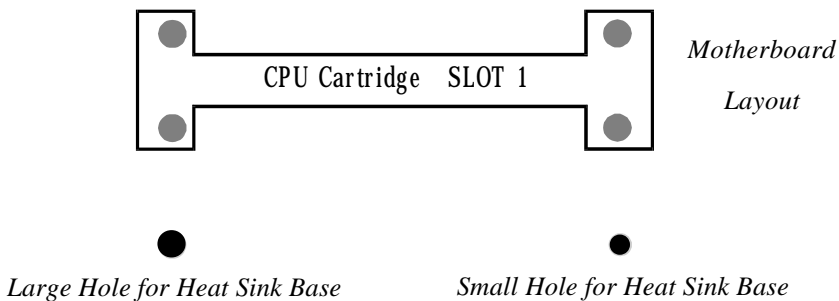 CPU Cartridge SLOT 1
Motherboard
Layout
Large Hole for Heat Sink Base
Small Hole for Heat Sink Base